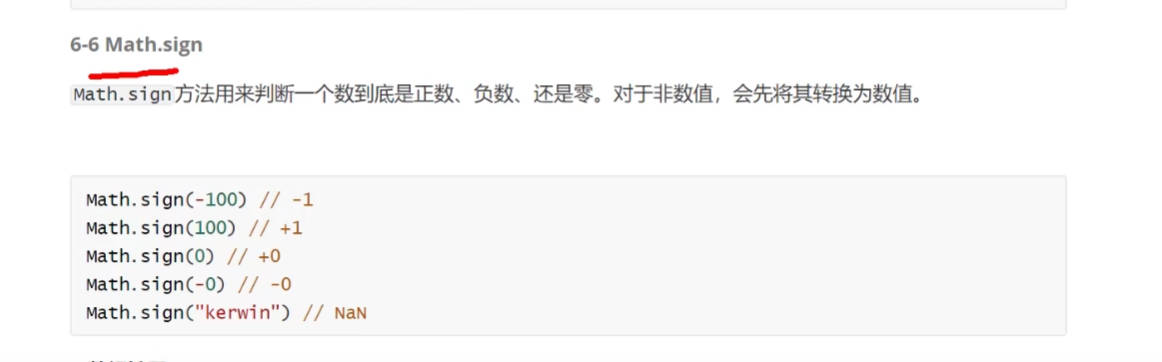 6-6 Math.sign
Math.sign方法用来判断一个数到底是正数、负数、还是零。对于非数值，会先将其转换为数值。
Math.sign(-100) // -1
Math.sign(100) // +1
Math.sign(0) // +0
Math.sign(-0) // -0
Math.sign("kerwin") // NaN